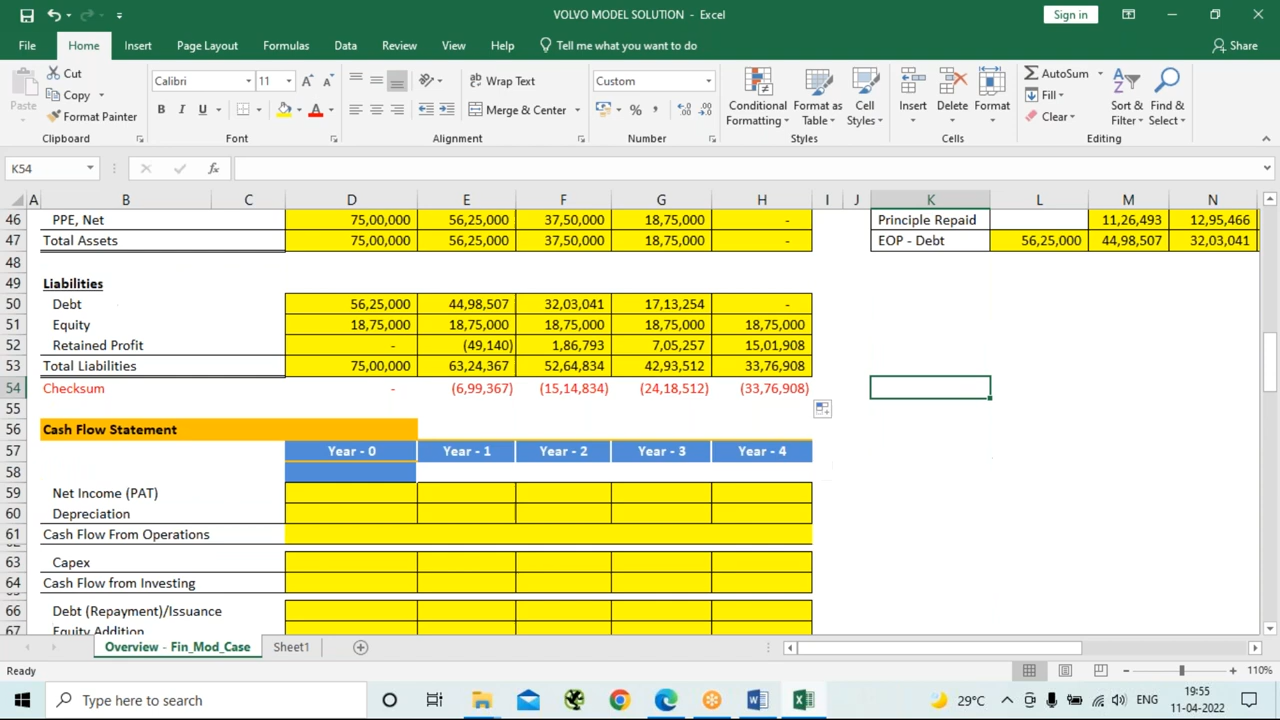 VOLVO MODEL SOLUTION - Excel
Sign in
File Home Insert Page Layout Formulas Data Review View Help Tell me what you want to do Share
Paste
Cut
Copy
Format Painter
Clipboard
Calibri 11
B I U
Font
Wrap Text
Merge & Center
Alignment
Custom
Number
Conditional Formatting
Format as Table
Cell Styles
Styles
Insert Delete Format
Cells
AutoSum
Fill
Clear
Sort & Filter
Find & Select
Editing
K54
fx
A B C D E F G H I J K L M N
46 PPE, Net 75,00,000 56,25,000 37,50,000 18,75,000 - Principle Repaid 11,26,493 12,95,466
47 Total Assets 75,00,000 56,25,000 37,50,000 18,75,000 - EOP - Debt 56,25,000 44,98,507 32,03,041
48
49 Liabilities
50 Debt 56,25,000 44,98,507 32,03,041 17,13,254 -
51 Equity 18,75,000 18,75,000 18,75,000 18,75,000 18,75,000
52 Retained Profit - (49,140) 1,86,793 7,05,257 15,01,908
53 Total Liabilities 75,00,000 63,24,367 52,64,834 42,93,512 33,76,908
54 Checksum - (6,99,367) (15,14,834) (24,18,512) (33,76,908)
55
56 Cash Flow Statement
57 Year - 0 Year - 1 Year - 2 Year - 3 Year - 4
58
59 Net Income (PAT)
60 Depreciation
61 Cash Flow From Operations
63 Capex
64 Cash Flow from Investing
66 Debt (Repayment)/Issuance
67 Equity Addition
Overview - Fin_Mod_Case Sheet1
Ready
110%
Type here to search
29°C
ENG
19:55
11-04-2022